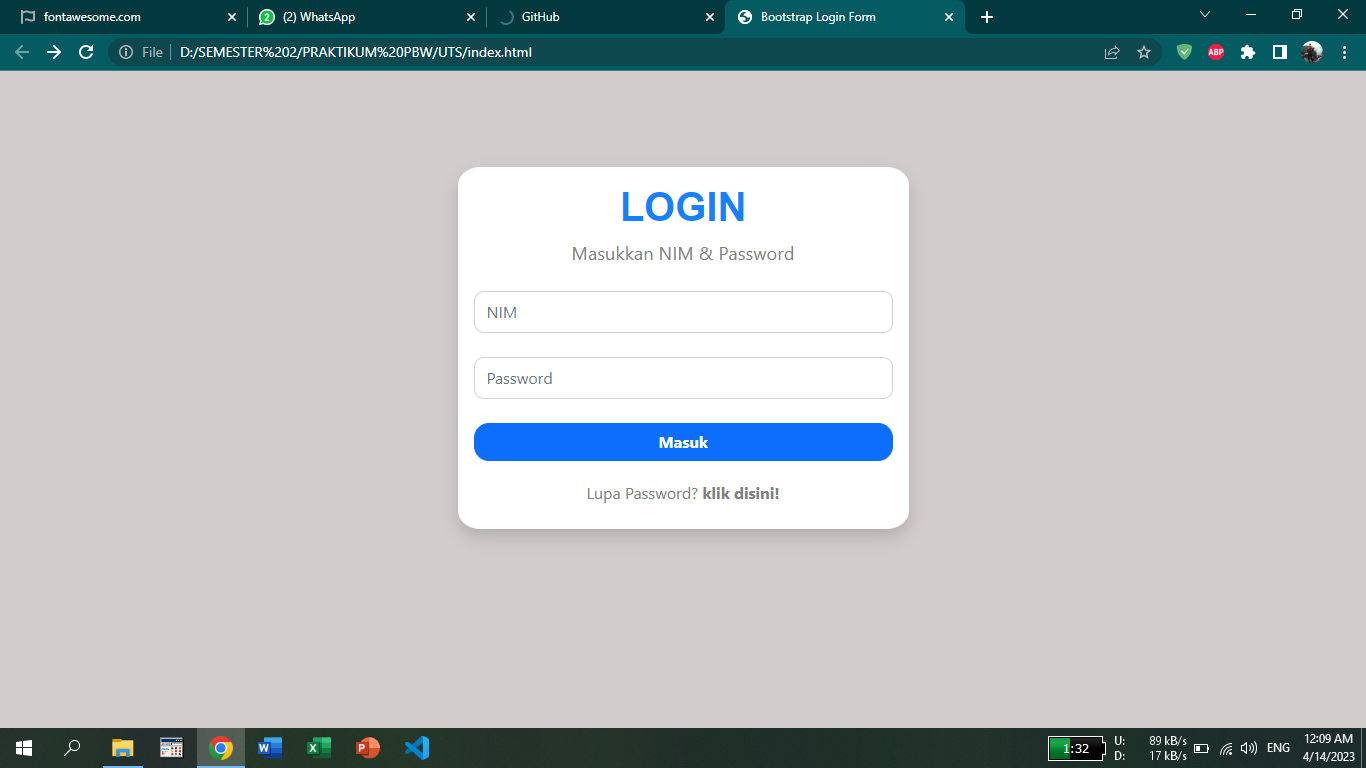 fontawesome.com
(2) WhatsApp
GitHub
Bootstrap Login Form
File
D:/SEMESTER%202/PRAKTIKUM%20PBW/UTS/index.html
2
ABP
LOGIN
Masukkan NIM & Password
NIM
Password
Masuk
Lupa Password? klik disini!
W
X
P
1:32
U: 89 kB/s
D: 17 kB/s
ENG
12:09 AM
4/14/2023